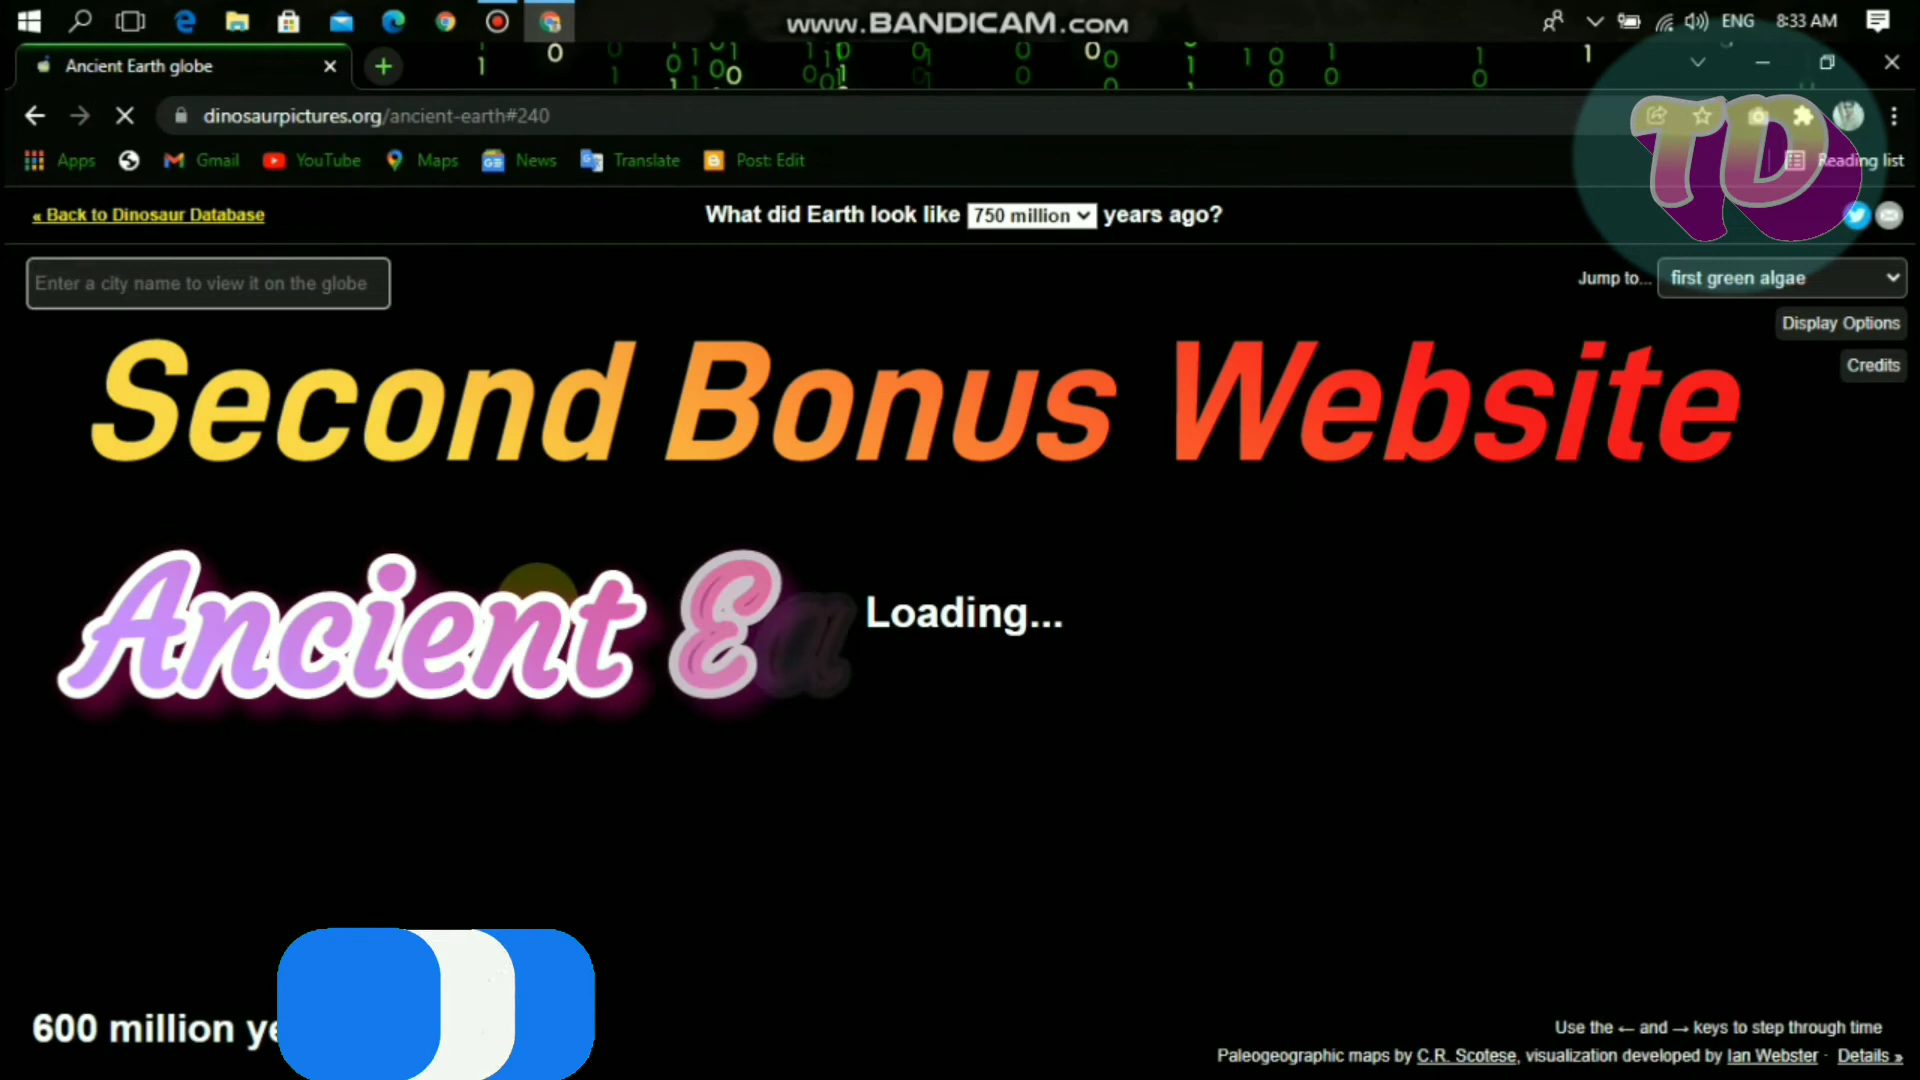 www.BANDICAM.com
ENG 8:33 AM
Ancient Earth globe
dinosaurpictures.org/ancient-earth#240
Apps Gmail YouTube Maps News Translate Post: Edit Reading list
TD
« Back to Dinosaur Database
What did Earth look like 750 million years ago?
Enter a city name to view it on the globe
Jump to... first green algae
Display Options
Credits
Second Bonus Website
Ancient Ea
Loading...
600 million ye
Use the ← and → keys to step through time
Paleogeographic maps by C.R. Scotese, visualization developed by Ian Webster · Details »